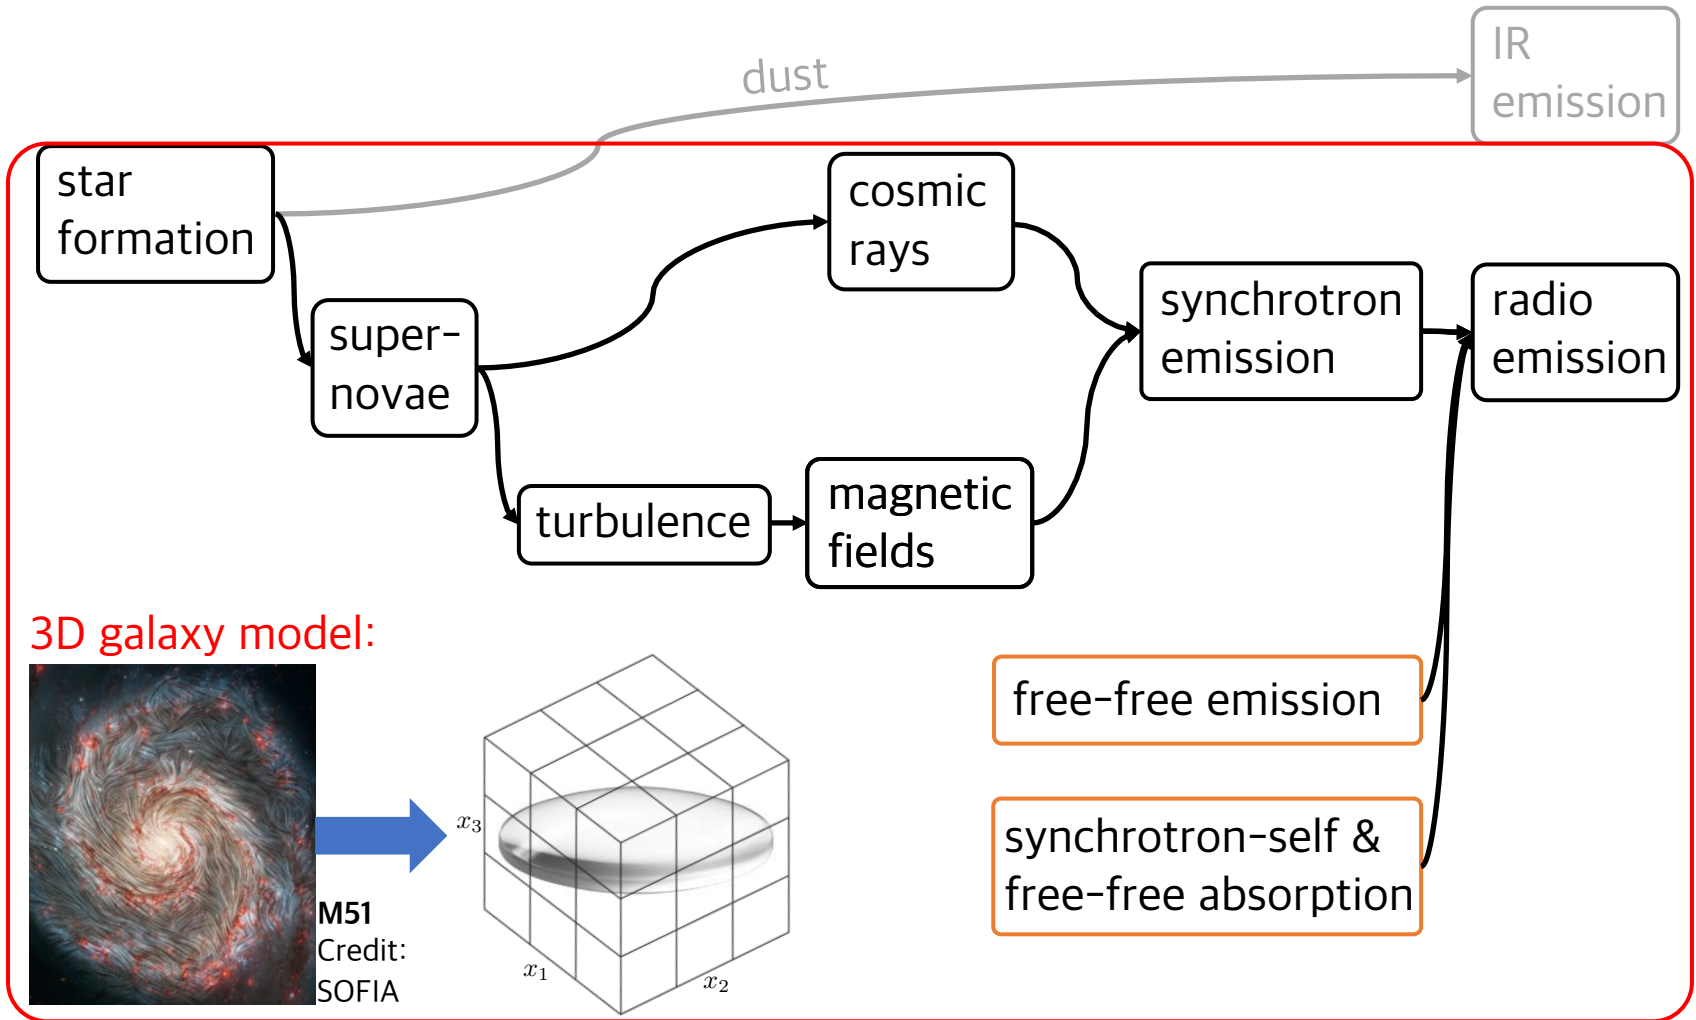 dust
IR
emission
star
formation
cosmic
rays
super-
novae
synchrotron
emission
radio
emission
turbulence
magnetic
fields
3D galaxy model:
free-free emission
synchrotron-self &
free-free absorption
x₃
x₁
x₂
M51
Credit:
SOFIA